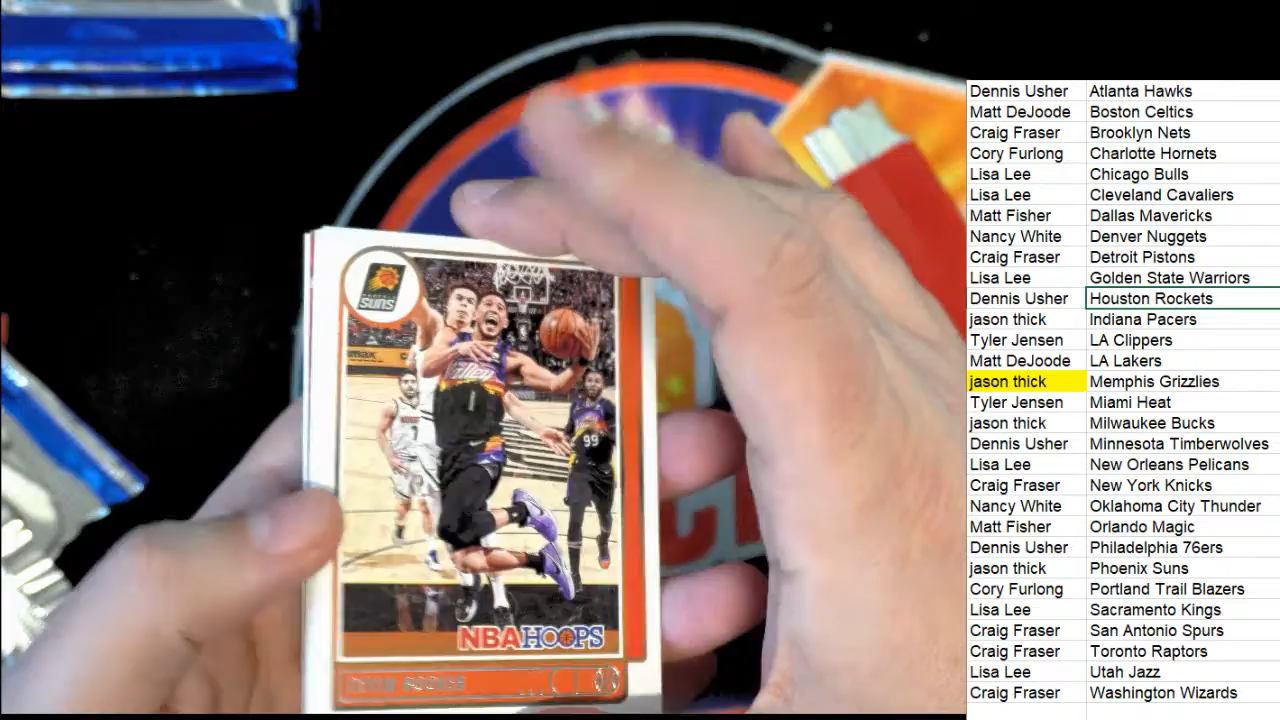 Dennis Usher Atlanta Hawks
Matt DeJoode Boston Celtics
Craig Fraser Brooklyn Nets
Cory Furlong Charlotte Hornets
Lisa Lee Chicago Bulls
Lisa Lee Cleveland Cavaliers
Matt Fisher Dallas Mavericks
Nancy White Denver Nuggets
Craig Fraser Detroit Pistons
Lisa Lee Golden State Warriors
Dennis Usher Houston Rockets
jason thick Indiana Pacers
Tyler Jensen LA Clippers
Matt DeJoode LA Lakers
jason thick Memphis Grizzlies
Tyler Jensen Miami Heat
jason thick Milwaukee Bucks
Dennis Usher Minnesota Timberwolves
Lisa Lee New Orleans Pelicans
Craig Fraser New York Knicks
Nancy White Oklahoma City Thunder
Matt Fisher Orlando Magic
Dennis Usher Philadelphia 76ers
jason thick Phoenix Suns
Cory Furlong Portland Trail Blazers
Lisa Lee Sacramento Kings
Craig Fraser San Antonio Spurs
Craig Fraser Toronto Raptors
Lisa Lee Utah Jazz
Craig Fraser Washington Wizards
SUNS
1
99
NBA HOOPS